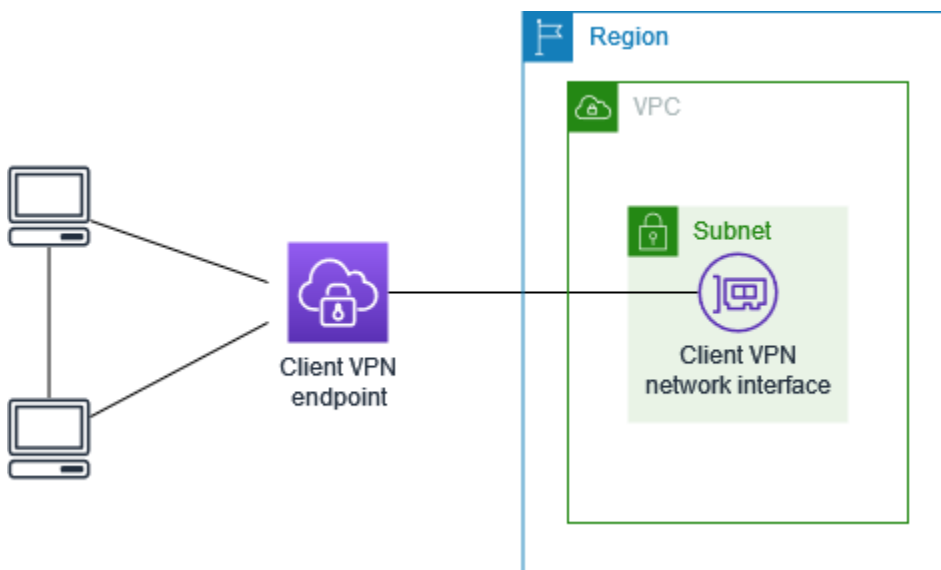 Region
VPC
Subnet
Client VPN
endpoint
Client VPN
network interface